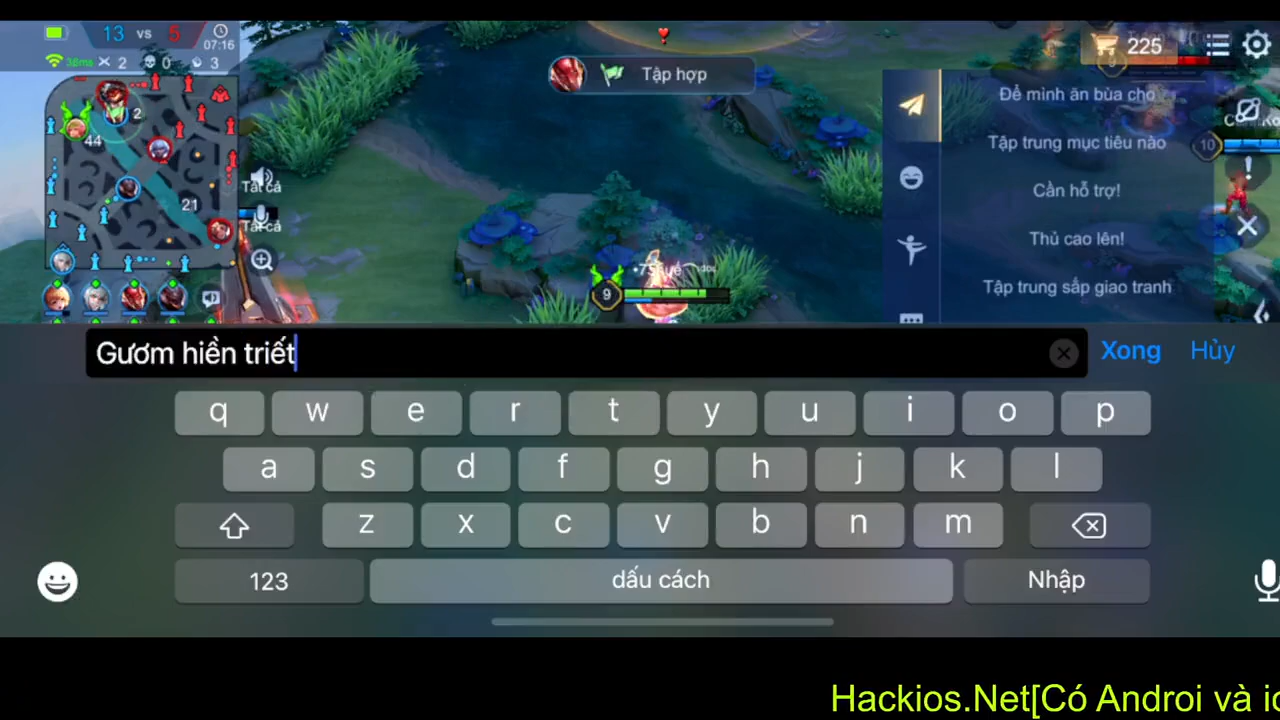 13 vs 5
07:16
38ms 2 0 3
2
44
21
Tất cả
Tất cả
Tập hợp
225
Để mình ăn bùa cho
Tập trung mục tiêu nào
Cần hỗ trợ!
Thủ cao lên!
Tập trung sắp giao tranh
10
9
Gươm hiền triết
Xong Hủy
q w e r t y u i o p
a s d f g h j k l
z x c v b n m
123 dấu cách Nhập
Hackios.Net[Có Androi và io